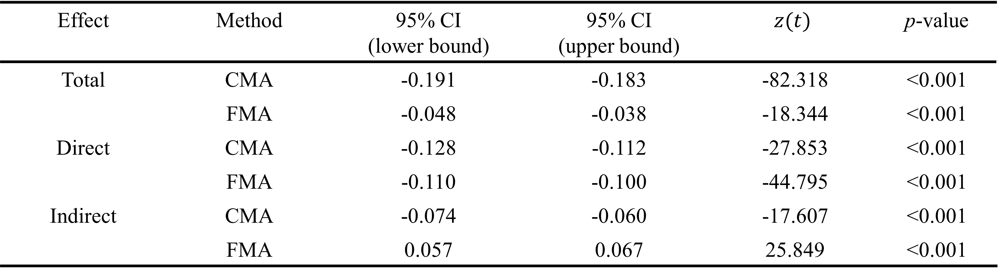 Effect Method 95% CI 95% CI z(t) p-value
(lower bound) (upper bound)
Total CMA -0.191 -0.183 -82.318 <0.001
FMA -0.048 -0.038 -18.344 <0.001
Direct CMA -0.128 -0.112 -27.853 <0.001
FMA -0.110 -0.100 -44.795 <0.001
Indirect CMA -0.074 -0.060 -17.607 <0.001
FMA 0.057 0.067 25.849 <0.001